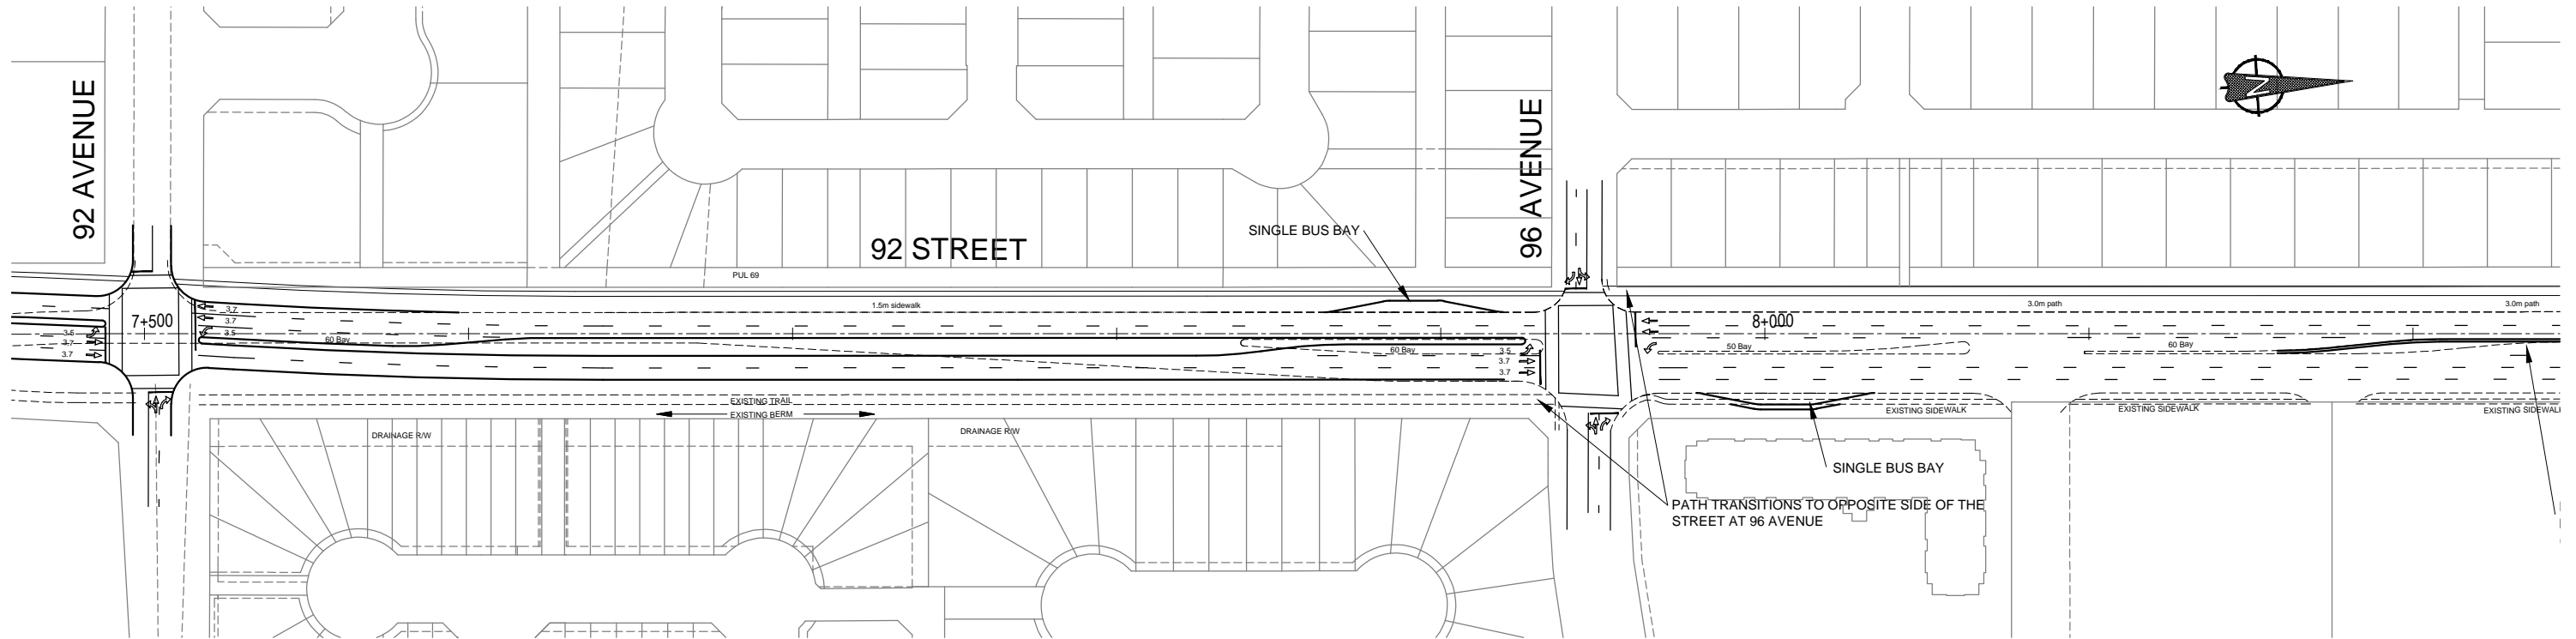 92 AVENUE
92 STREET
SINGLE BUS BAY
96 AVENUE
N
PUL 69
1.5m sidewalk
3.0m path
3.0m path
7+500
8+000
3.7
3.7
3.5
3.5
3.7
3.7
60 Bay
60 Bay
3.5
3.7
3.7
50 Bay
60 Bay
EXISTING TRAIL
EXISTING BERM
EXISTING SIDEWALK
EXISTING SIDEWALK
EXISTING SIDEWALK
DRAINAGE R/W
DRAINAGE R/W
SINGLE BUS BAY
PATH TRANSITIONS TO OPPOSITE SIDE OF THE
STREET AT 96 AVENUE